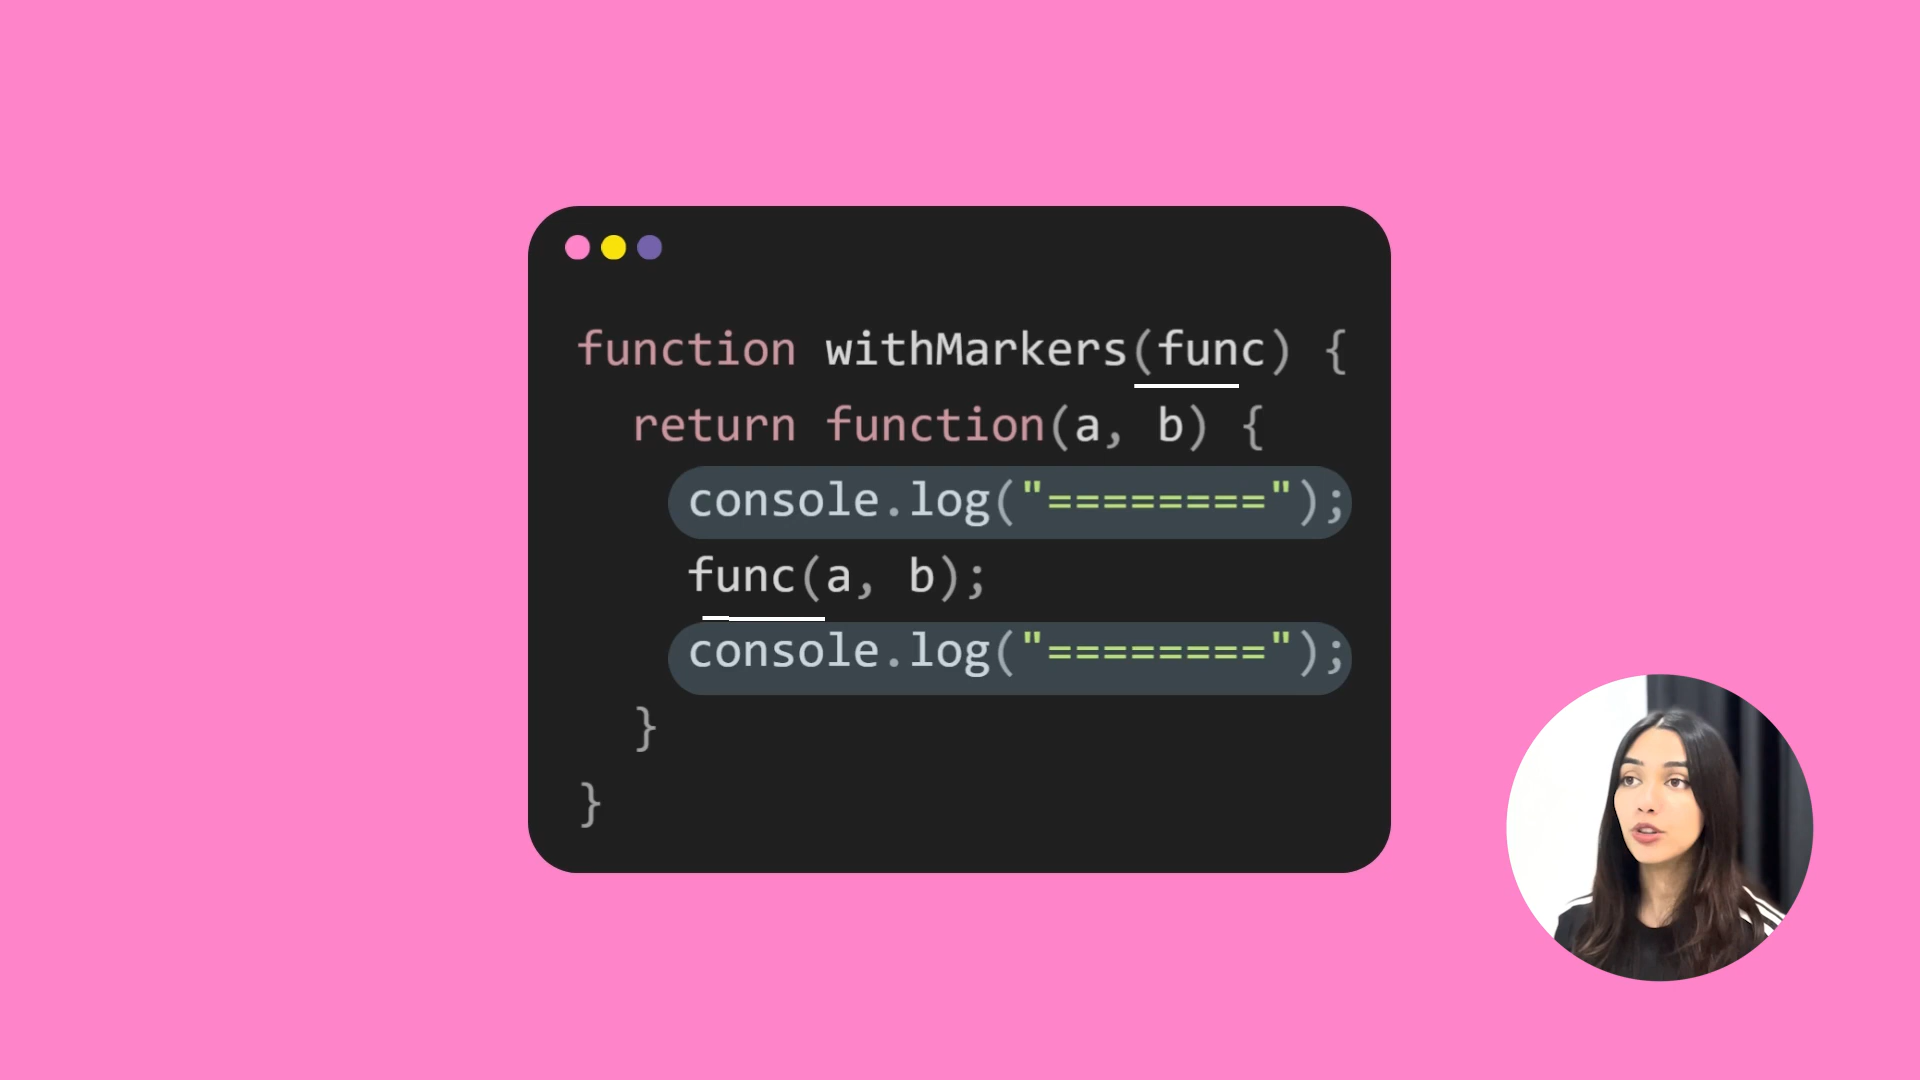 function withMarkers(func) {
return function(a, b) {
console.log("========");
func(a, b);
console.log("========");
}
}